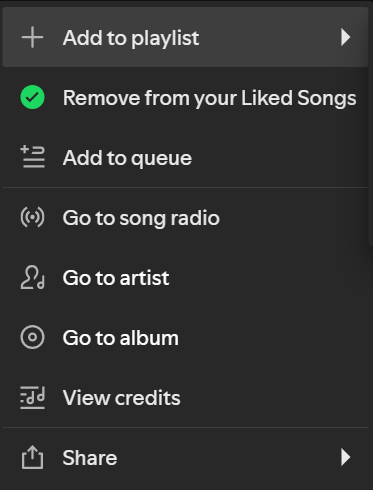 Add to playlist
Remove from your Liked Songs
Add to queue
Go to song radio
Go to artist
Go to album
View credits
Share